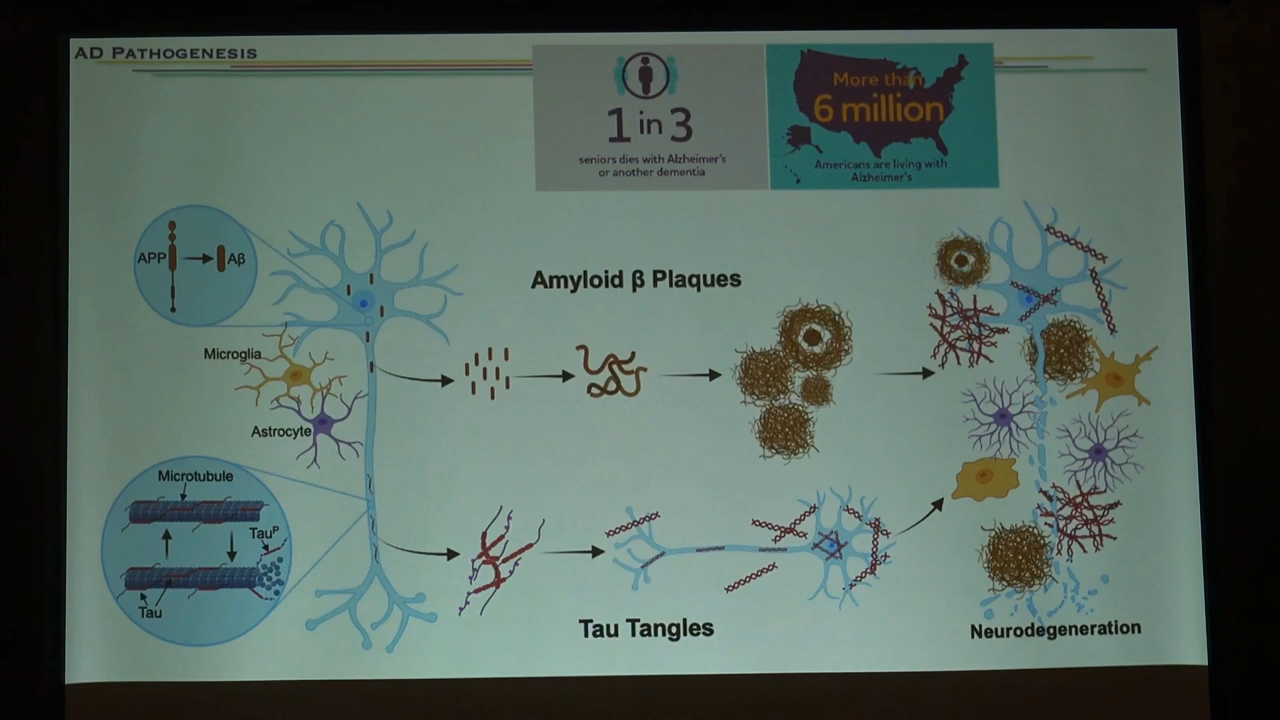 AD PATHOGENESIS
1 in 3
seniors dies with Alzheimer's
or another dementia
More than
6 million
Americans are living with
Alzheimer's
APP
Aβ
Amyloid β Plaques
Microglia
Astrocyte
Microtubule
Tauᴾ
Tau
Tau Tangles
Neurodegeneration